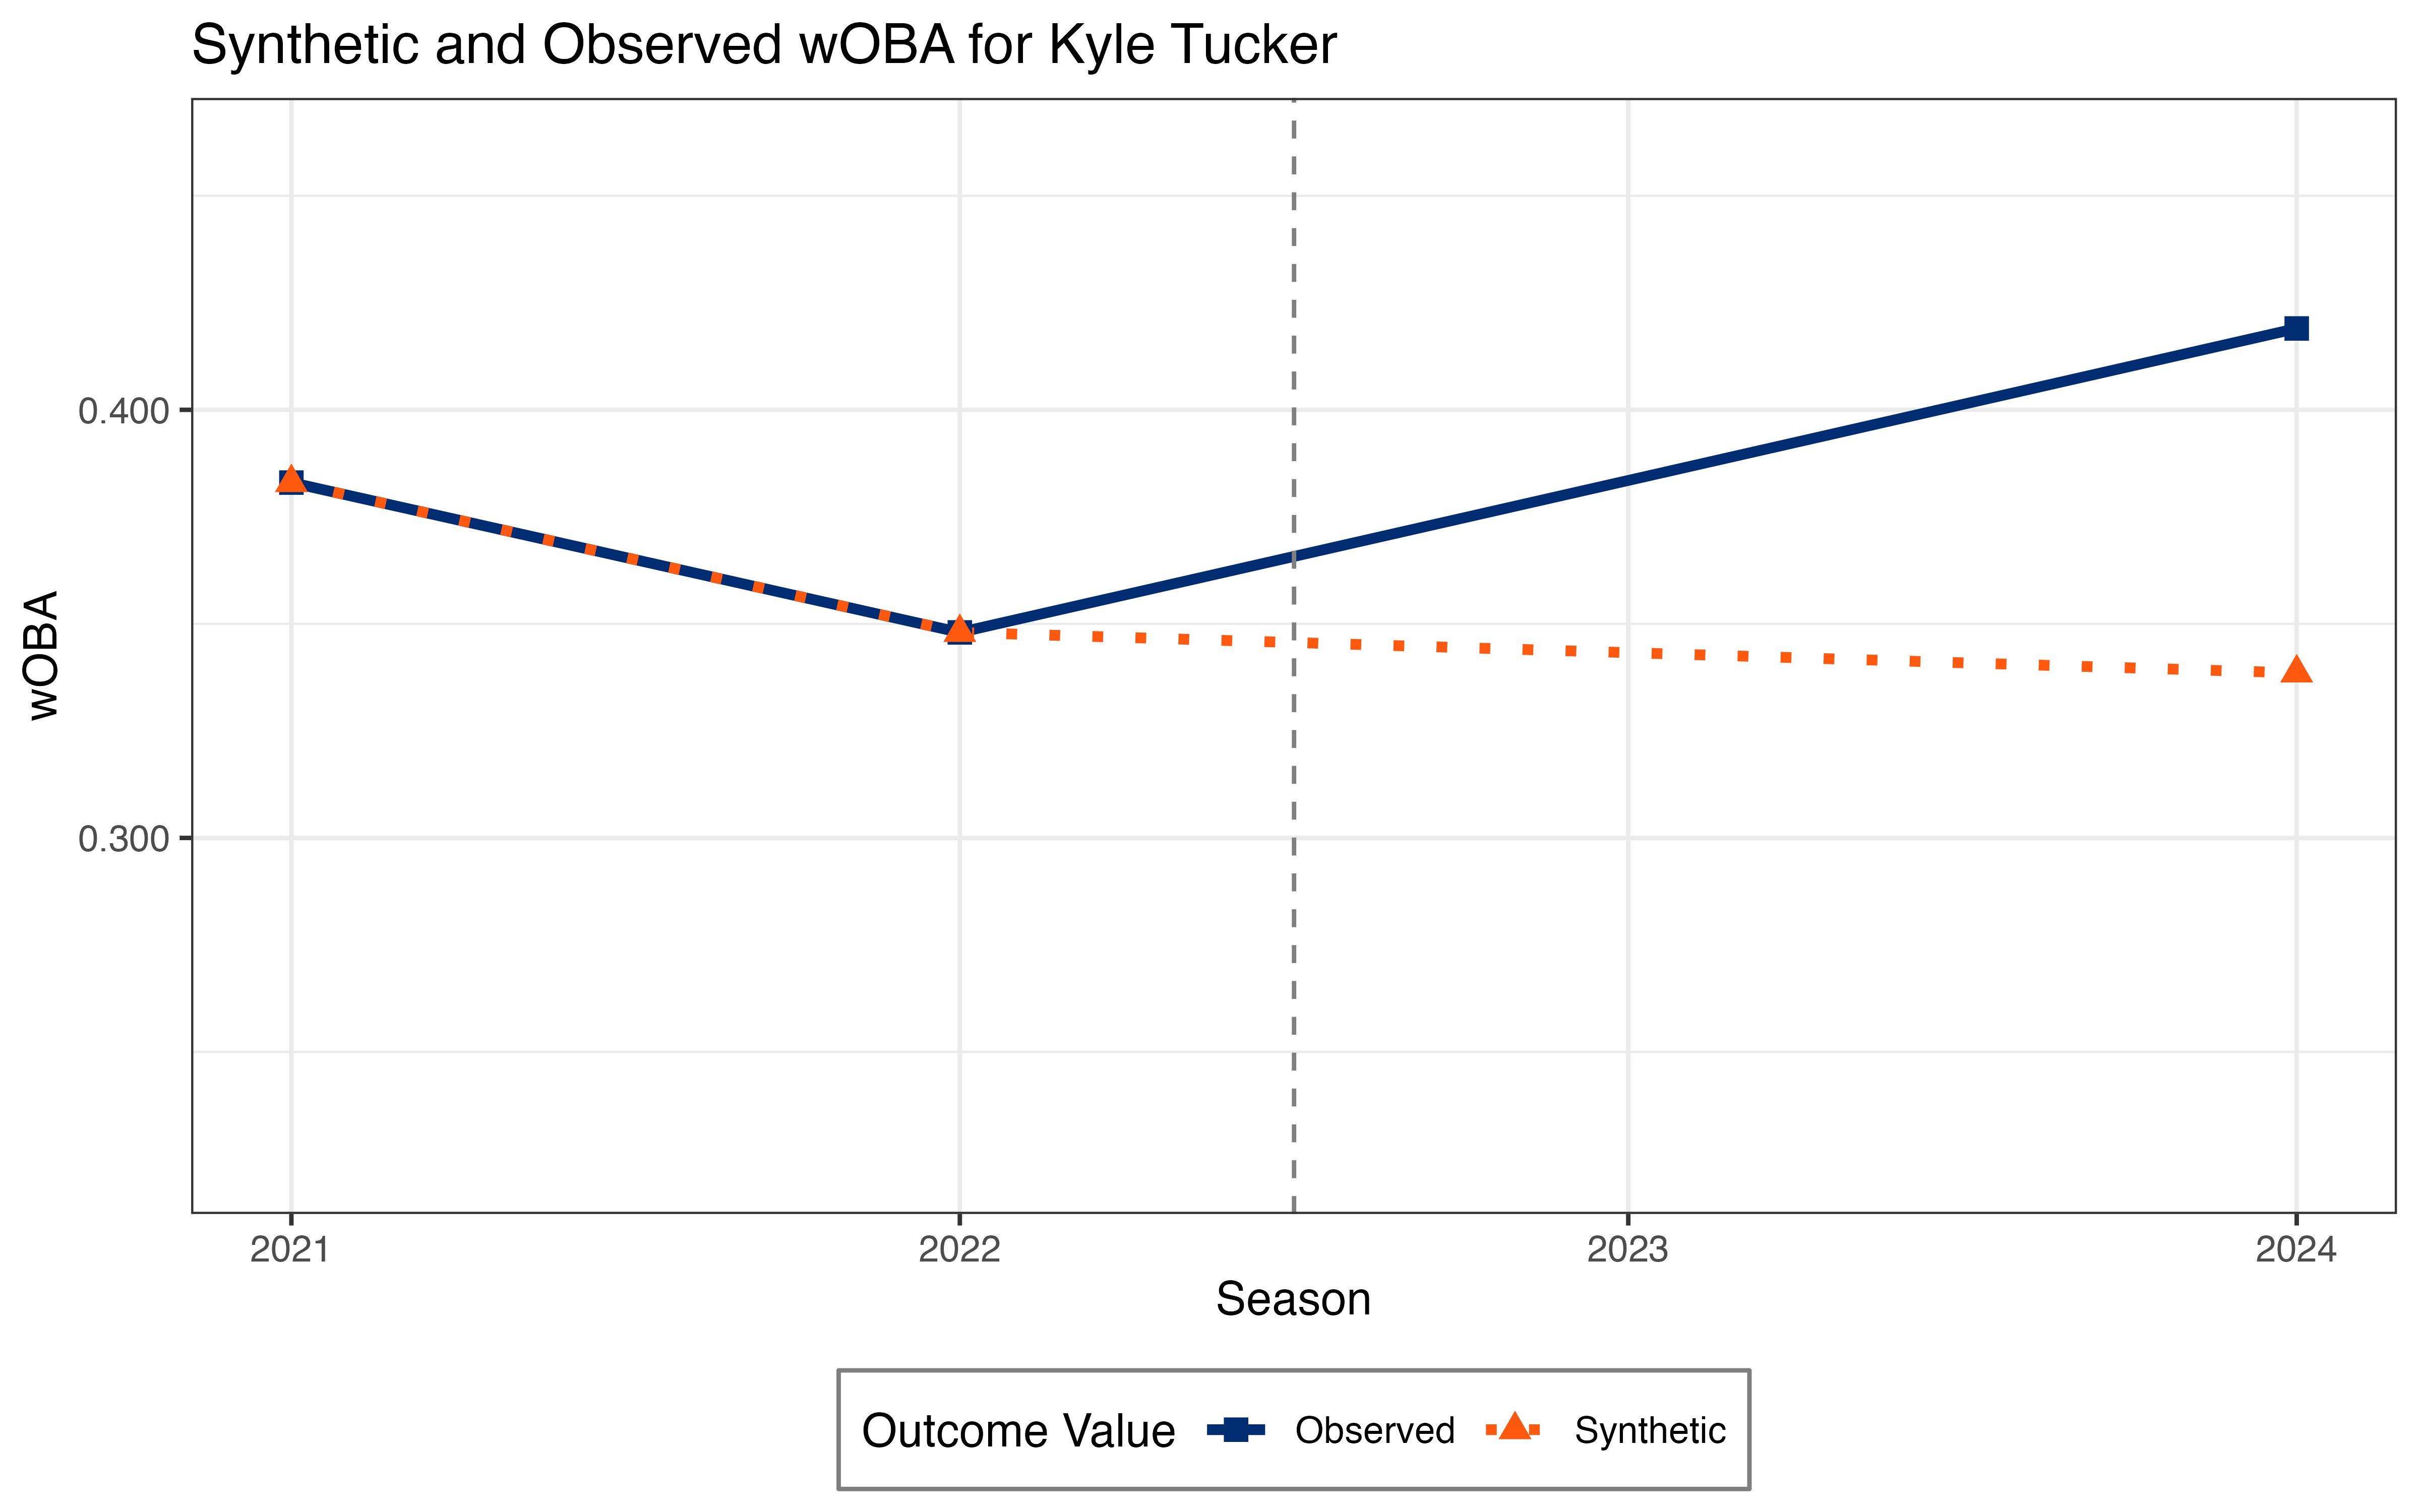 Synthetic and Observed wOBA for Kyle Tucker
wOBA
0.400
0.300
2021 2022 2023 2024
Season
Outcome Value Observed Synthetic